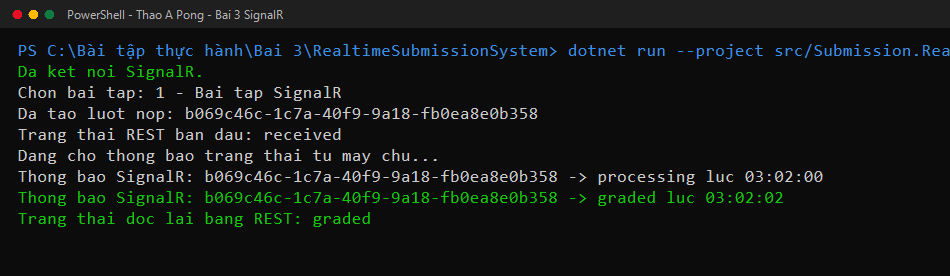 PowerShell - Thao A Pong - Bai 3 SignalR
PS C:\Bài tập thực hành\Bai 3\RealtimeSubmissionSystem> dotnet run --project src/Submission.Rea
Da ket noi SignalR.
Chon bai tap: 1 - Bai tap SignalR
Da tao luot nop: b069c46c-1c7a-40f9-9a18-fb0ea8e0b358
Trang thai REST ban dau: received
Dang cho thong bao trang thai tu may chu...
Thong bao SignalR: b069c46c-1c7a-40f9-9a18-fb0ea8e0b358 -> processing luc 03:02:00
Thong bao SignalR: b069c46c-1c7a-40f9-9a18-fb0ea8e0b358 -> graded luc 03:02:02
Trang thai doc lai bang REST: graded